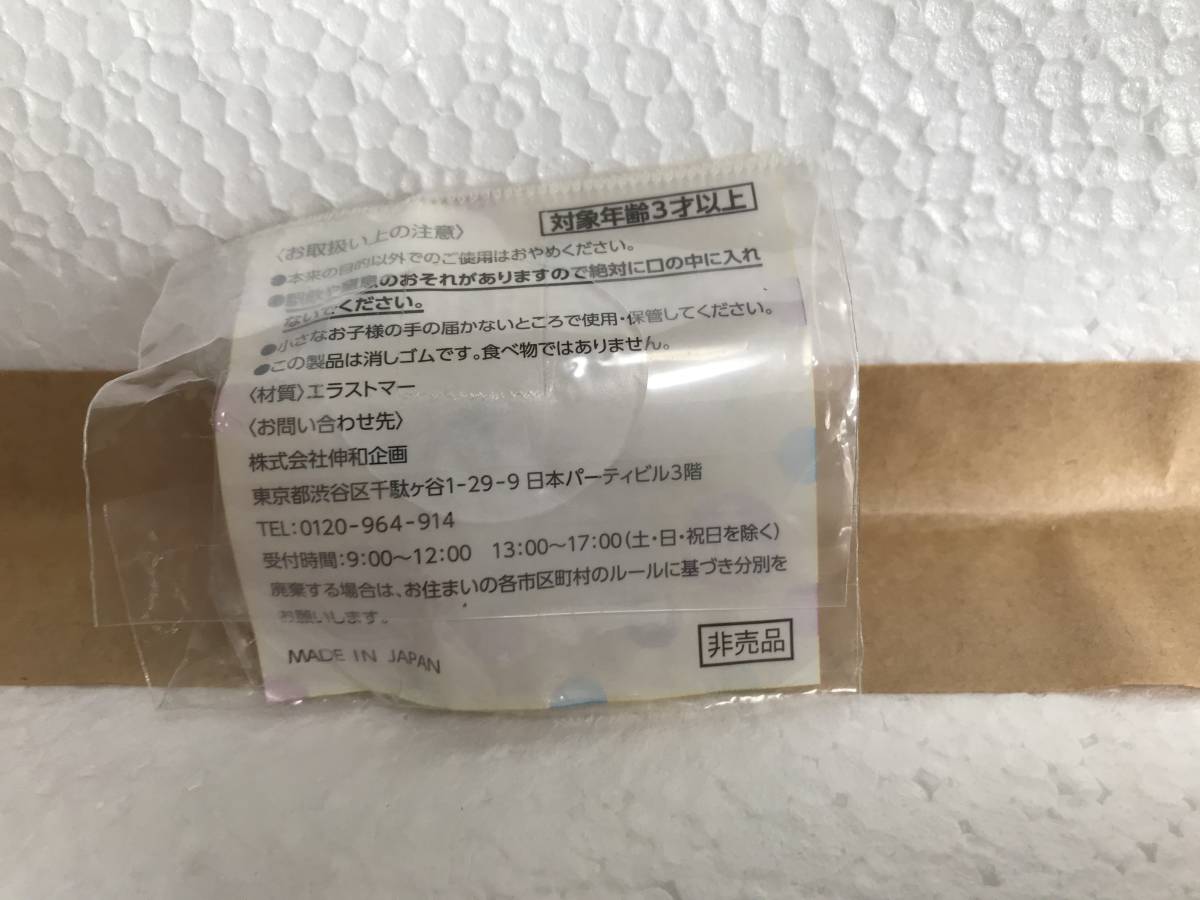 対象年齢3才以上
〈お取扱い上の注意〉
●本来の目的以外でのご使用はおやめください。
●誤飲や窒息のおそれがありますので絶対に口の中に入れ
ないでください。
●小さなお子様の手の届かないところで使用・保管してください。
●この製品は消しゴムです。食べ物ではありません。
〈材質〉エラストマー
〈お問い合わせ先〉
株式会社伸和企画
東京都渋谷区千駄ヶ谷1-29-9 日本パーティビル3階
TEL:0120-964-914
受付時間:9:00〜12:00 13:00〜17:00(土・日・祝日を除く)
廃棄する場合は、お住まいの各市区町村のルールに基づき分別を
お願いします。
MADE IN JAPAN
非売品